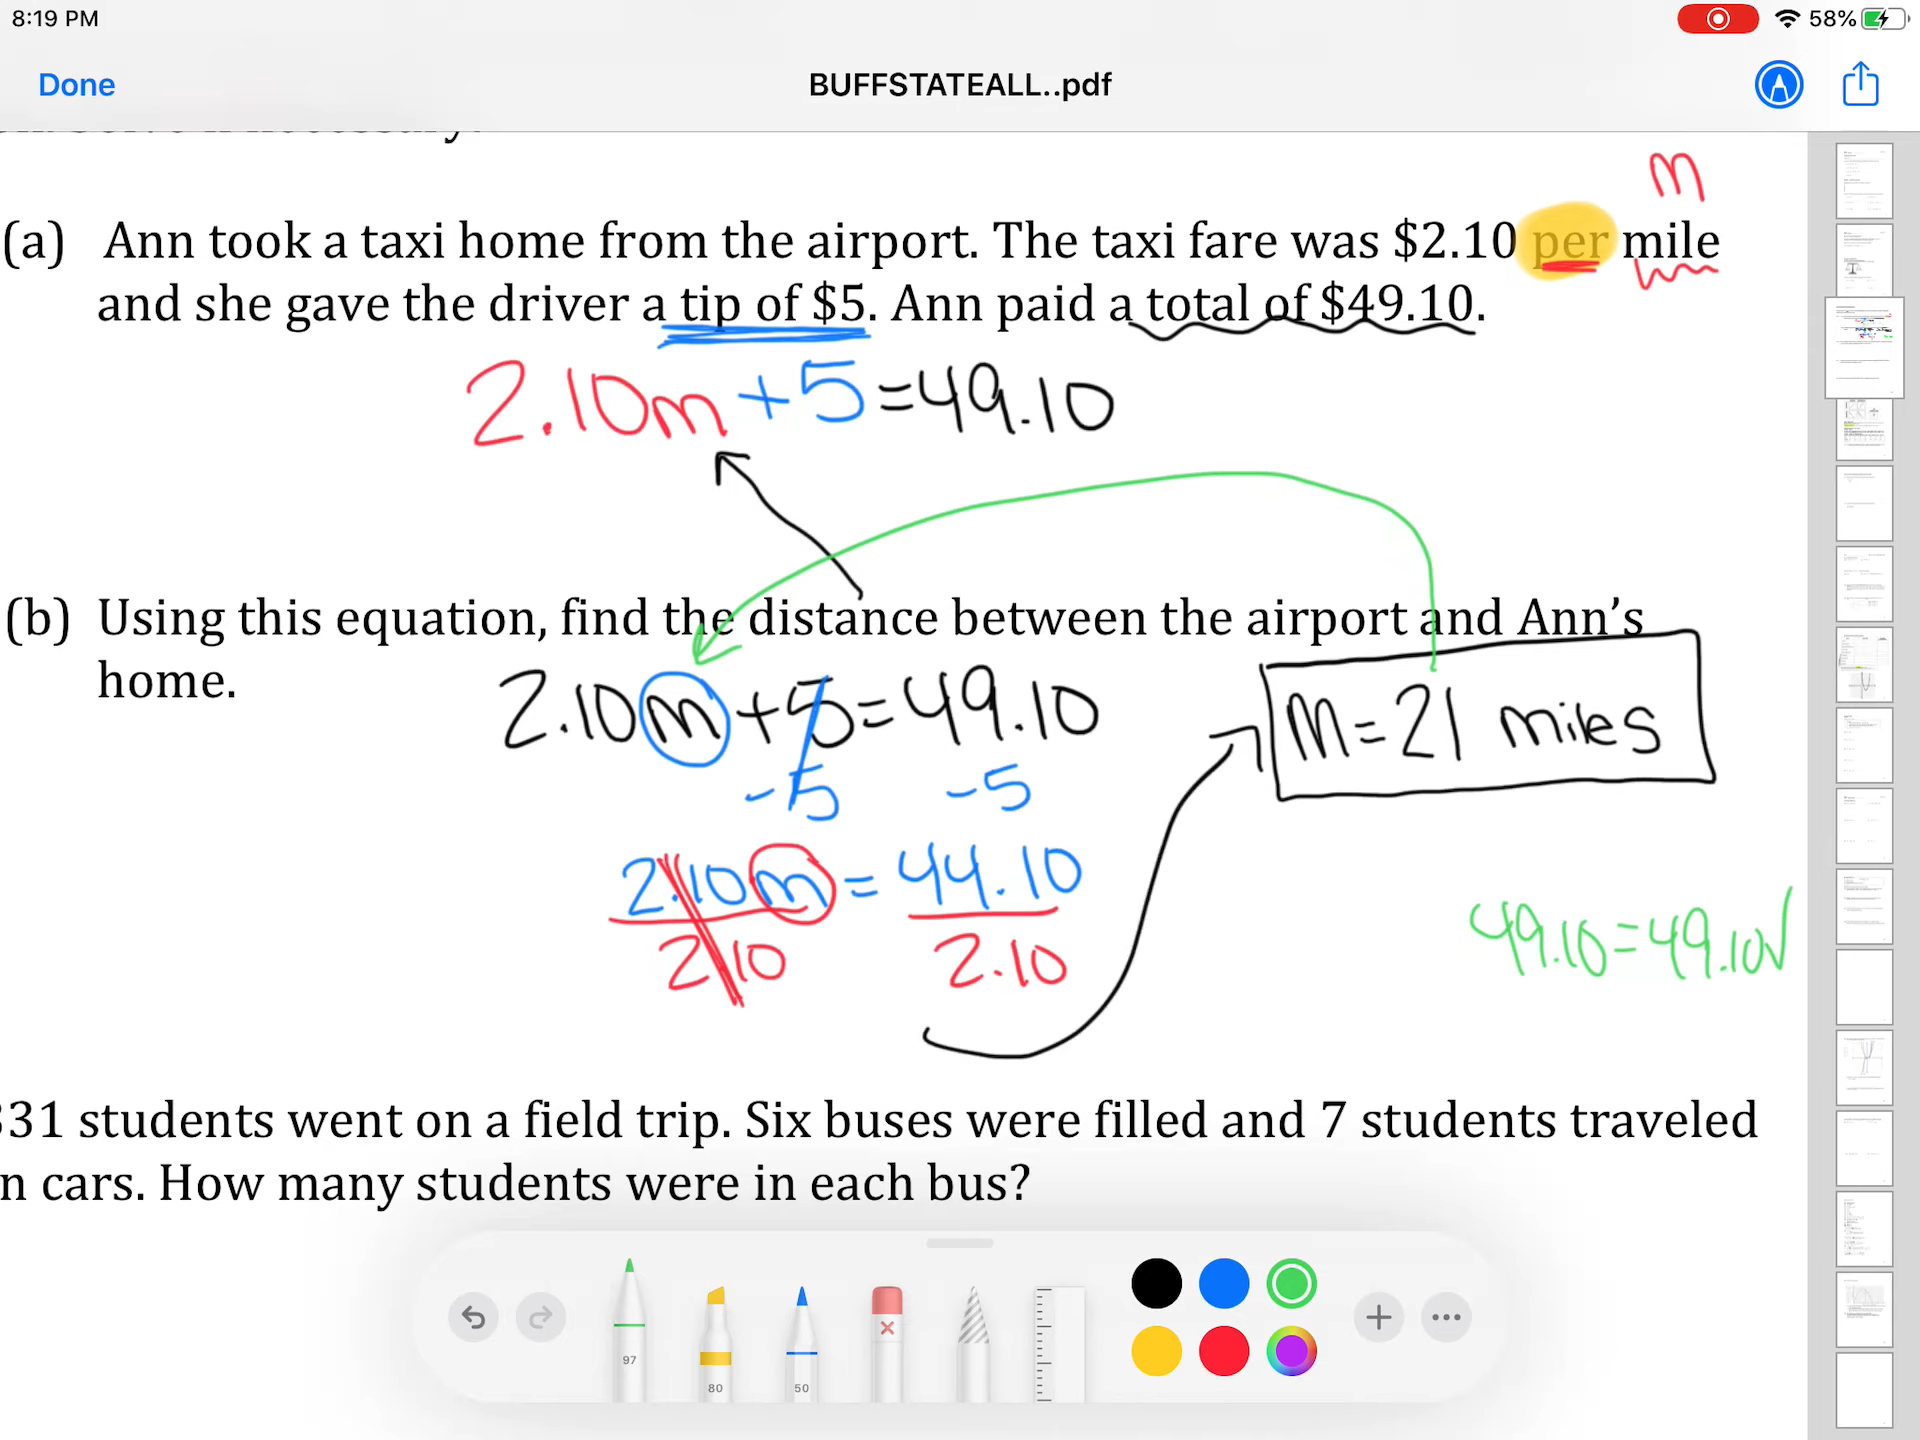 8:19 PM
58%
Done
BUFFSTATEALL..pdf
m
(a) Ann took a taxi home from the airport. The taxi fare was $2.10 per mile
and she gave the driver a tip of $5. Ann paid a total of $49.10.
2.10m+5=49.10
(b) Using this equation, find the distance between the airport and Ann's
home.
2.10m+5=49.10
m=21 miles
-5 -5
2.10m=44.10
2.10 2.10
49.10=49.10√
331 students went on a field trip. Six buses were filled and 7 students traveled
n cars. How many students were in each bus?
97
80
50